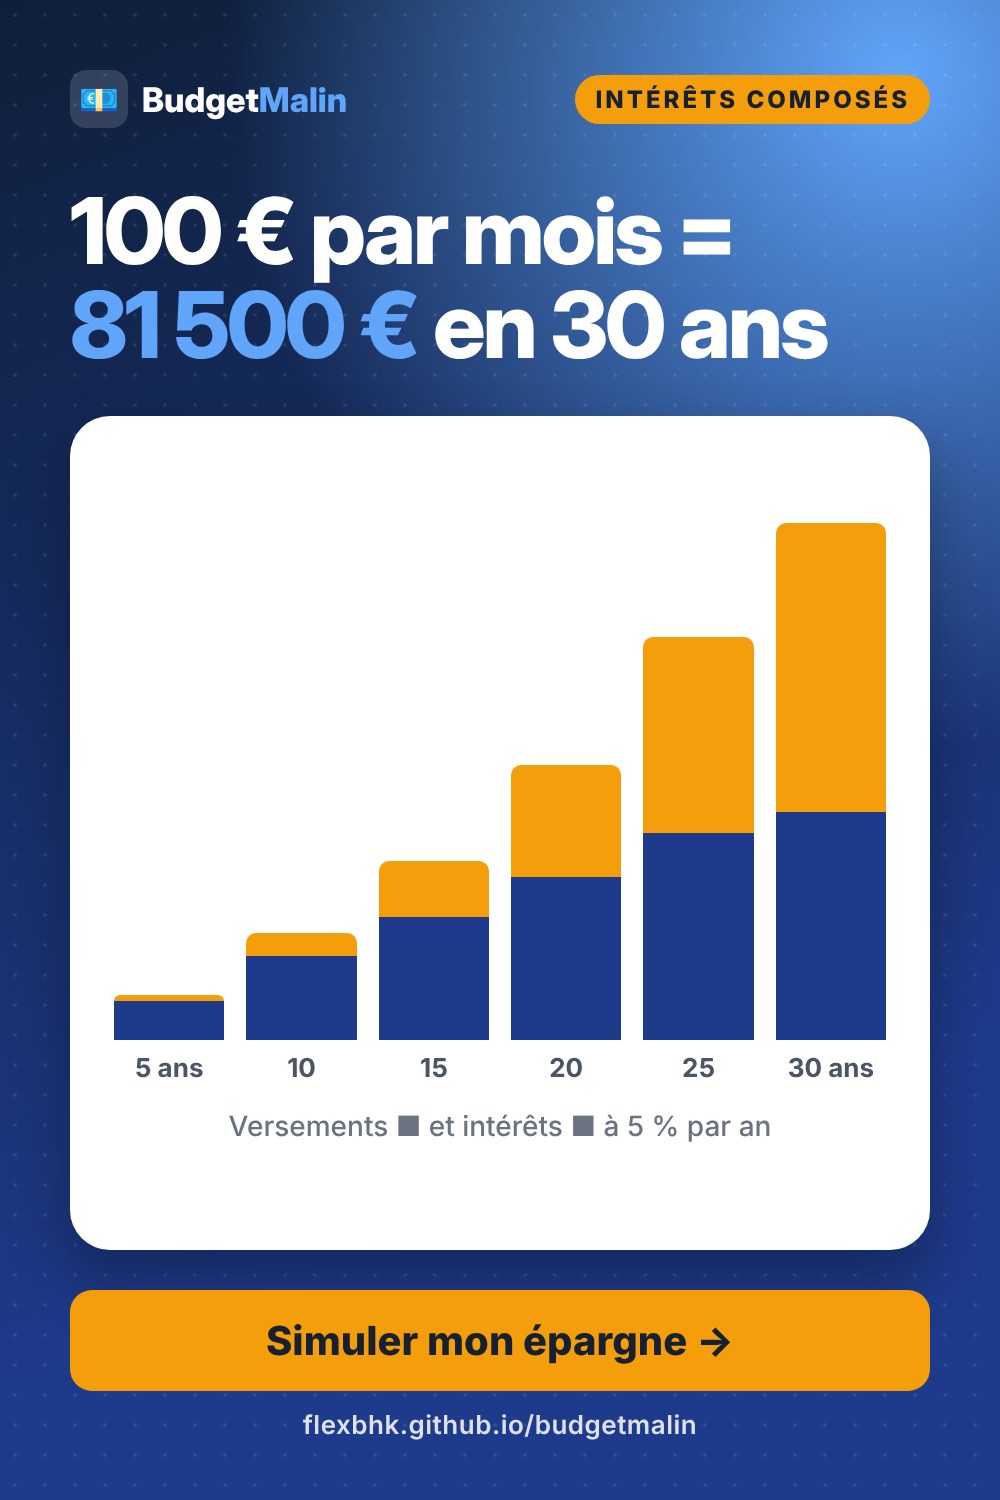 BudgetMalin
INTÉRÊTS COMPOSÉS
100 € par mois =
81 500 € en 30 ans
5 ans 10 15 20 25 30 ans
Versements ■ et intérêts ■ à 5 % par an
Simuler mon épargne →
flexbhk.github.io/budgetmalin